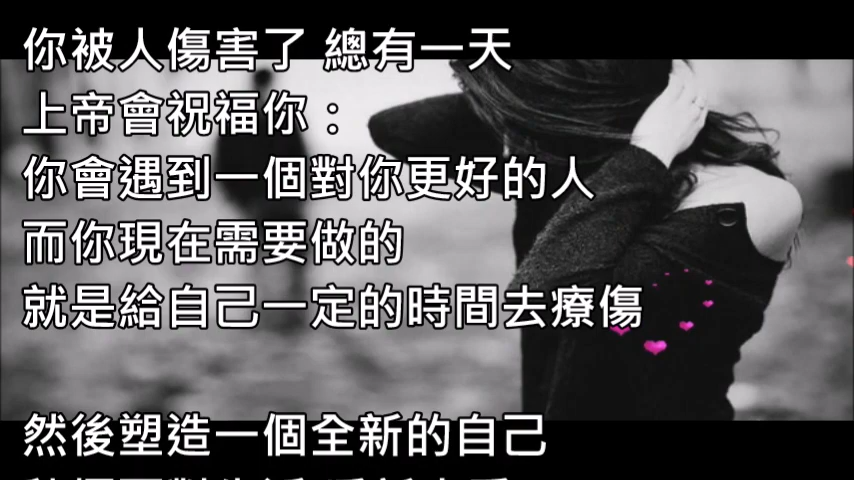 你被人傷害了 總有一天
上帝會祝福你：
你會遇到一個對你更好的人
而你現在需要做的
就是給自己一定的時間去療傷
然後塑造一個全新的自己